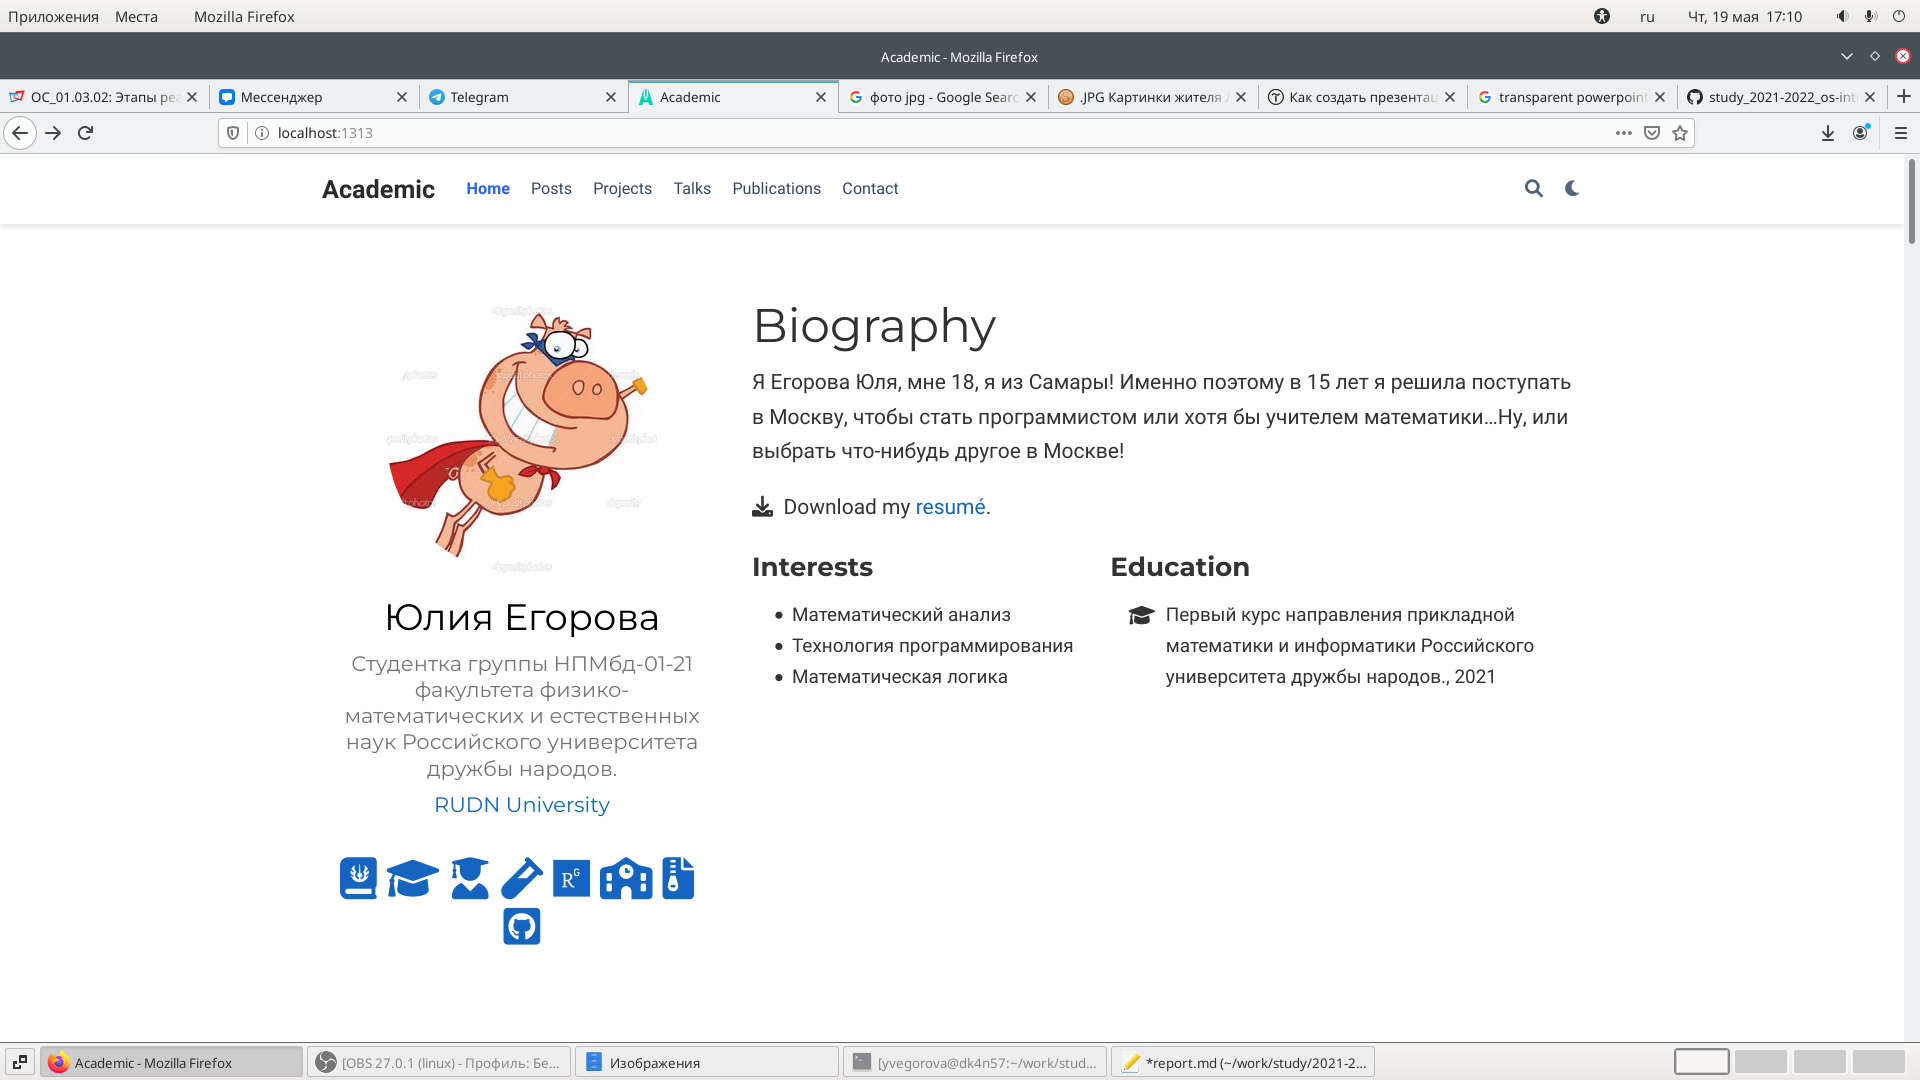 Приложения Места Mozilla Firefox ru Чт, 19 мая 17:10
Academic - Mozilla Firefox
ОС_01.03.02: Этапы реа Мессенджер Telegram Academic фото jpg - Google Searc .JPG Картинки жителя Как создать презентац transparent powerpoint study_2021-2022_os-int
localhost:1313
Academic Home Posts Projects Talks Publications Contact
Biography
Я Егорова Юля, мне 18, я из Самары! Именно поэтому в 15 лет я решила поступать
в Москву, чтобы стать программистом или хотя бы учителем математики...Ну, или
выбрать что-нибудь другое в Москве!
Download my resumé.
Interests
Математический анализ
Технология программирования
Математическая логика
Education
Первый курс направления прикладной
математики и информатики Российского
университета дружбы народов., 2021
Юлия Егорова
Студентка группы НПМбд-01-21
факультета физико-
математических и естественных
наук Российского университета
дружбы народов.
RUDN University
Academic - Mozilla Firefox [OBS 27.0.1 (linux) - Профиль: Бе... Изображения [yvegorova@dk4n57:~/work/stud... *report.md (~/work/study/2021-2...